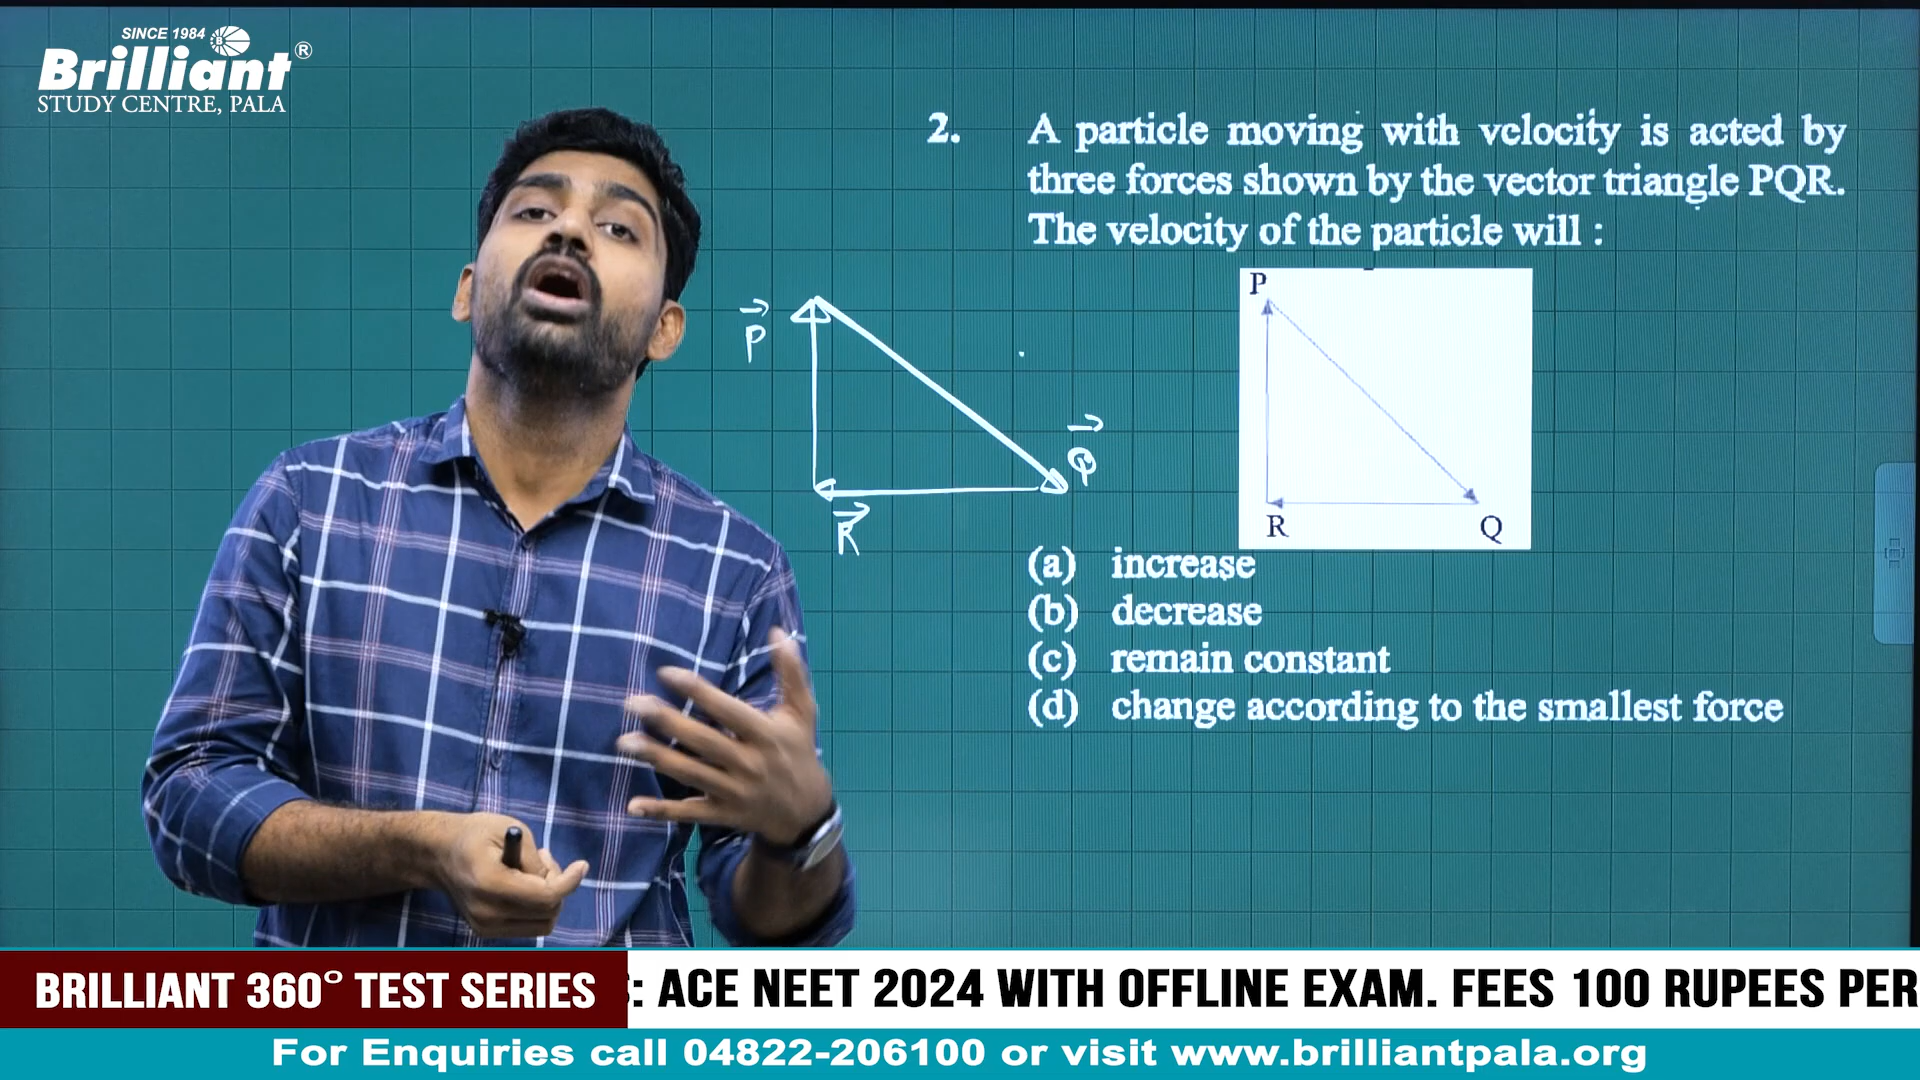 SINCE 1984
Brilliant®
STUDY CENTRE, PALA
2. A particle moving with velocity is acted by
three forces shown by the vector triangle PQR.
The velocity of the particle will :
P
R
Q
P
Q
R
(a) increase
(b) decrease
(c) remain constant
(d) change according to the smallest force
BRILLIANT 360° TEST SERIES
: ACE NEET 2024 WITH OFFLINE EXAM. FEES 100 RUPEES PER
For Enquiries call 04822-206100 or visit www.brilliantpala.org